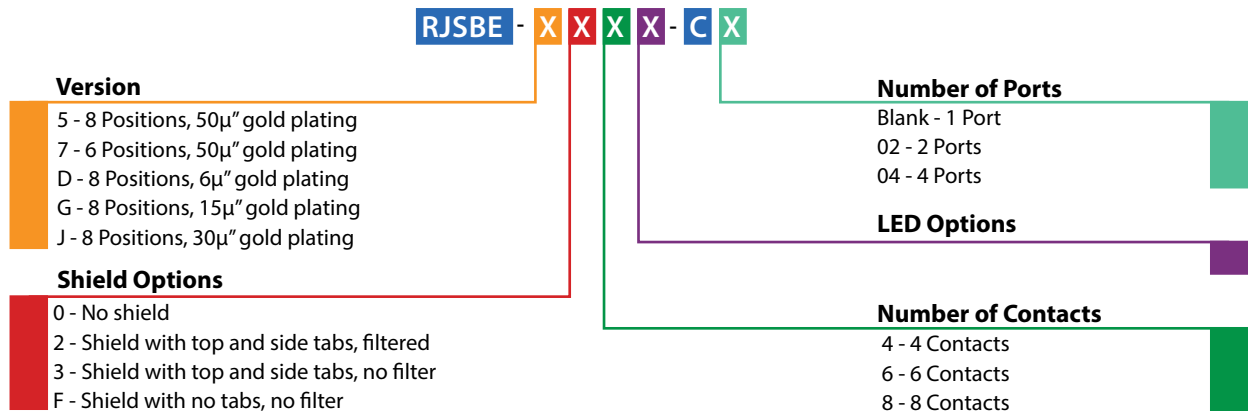 RJSBE - X X X X - C X
Version
5 - 8 Positions, 50µ” gold plating
7 - 6 Positions, 50µ” gold plating
D - 8 Positions, 6µ” gold plating
G - 8 Positions, 15µ” gold plating
J - 8 Positions, 30µ” gold plating
Shield Options
0 - No shield
2 - Shield with top and side tabs, filtered
3 - Shield with top and side tabs, no filter
F - Shield with no tabs, no filter
Number of Ports
Blank - 1 Port
02 - 2 Ports
04 - 4 Ports
LED Options
Number of Contacts
4 - 4 Contacts
6 - 6 Contacts
8 - 8 Contacts